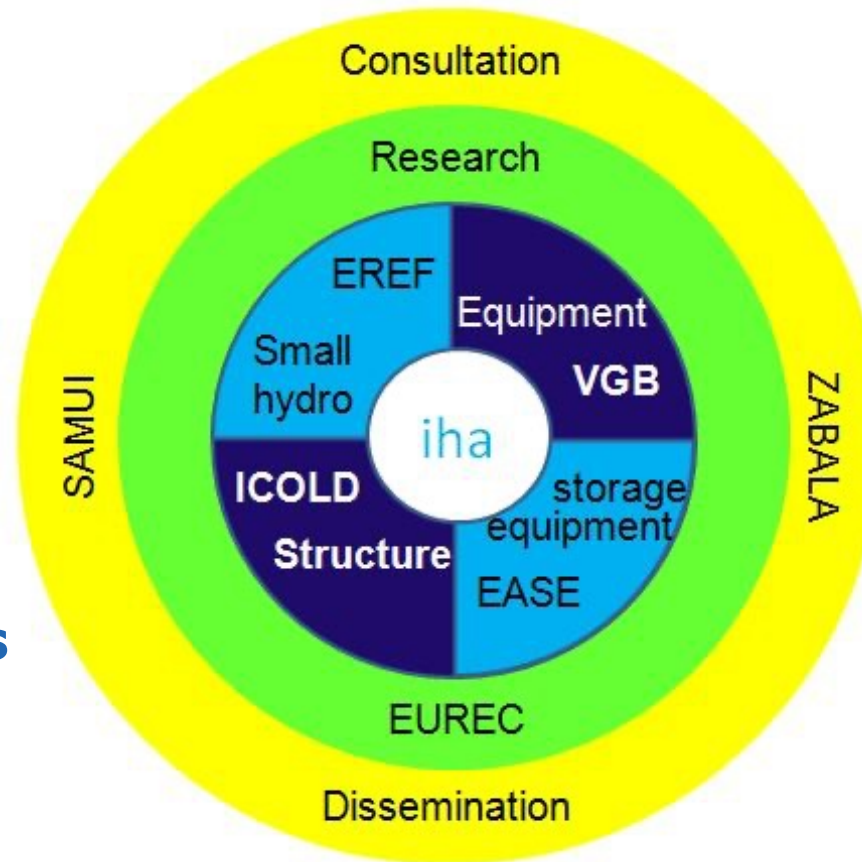 Consultation
Research
EREF
Small
hydro
Equipment
VGB
SAMUI
iha
ZABALA
ICOLD
Structure
storage
equipment
EASE
s
EUREC
Dissemination